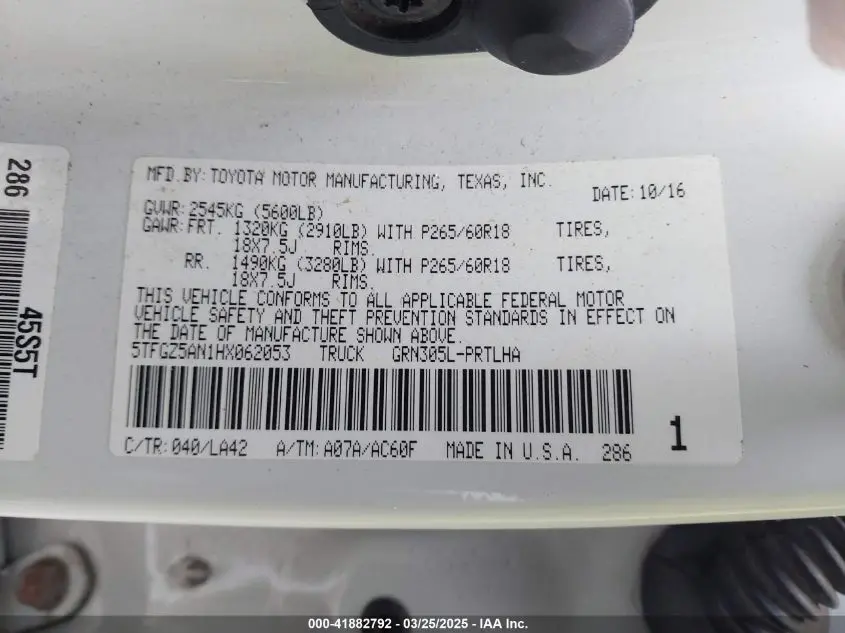 286
45S5T
MFD.BY:TOYOTA MOTOR MANUFACTURING, TEXAS, INC.
DATE:10/16
GVWR:2545KG (5600LB)
GAWR:FRT. 1320KG (2910LB) WITH P265/60R18 TIRES,
18X7.5J RIMS.
RR. 1490KG (3280LB) WITH P265/60R18 TIRES,
18X7.5J RIMS.
THIS VEHICLE CONFORMS TO ALL APPLICABLE FEDERAL MOTOR
VEHICLE SAFETY AND THEFT PREVENTION STANDARDS IN EFFECT ON
THE DATE OF MANUFACTURE SHOWN ABOVE.
5TFGZ5AN1HX062053 TRUCK GRN305L-PRTLHA
C/TR:040/LA42 A/TM:A07A/AC60F MADE IN U.S.A. 286
1
000-41882792 - 03/25/2025 - IAAI Inc.